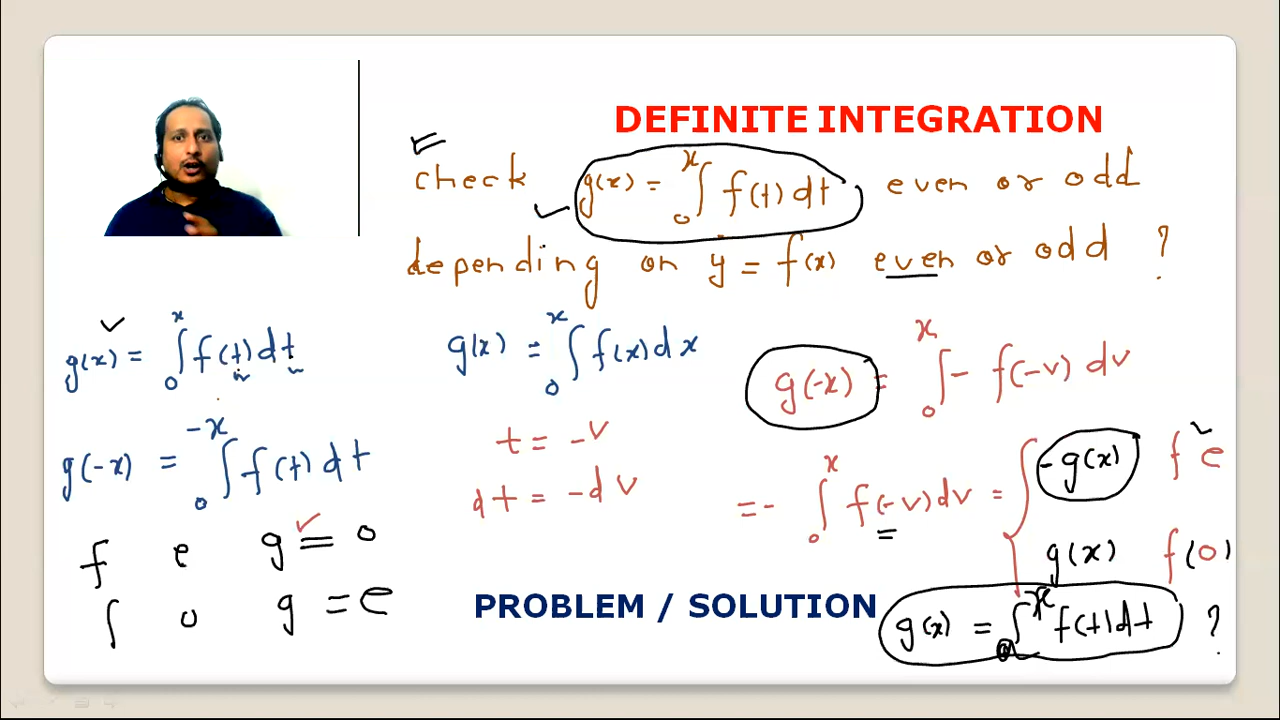 DEFINITE INTEGRATION
check g(x) = ∫₀ˣ f(t) dt even or odd
depending on y = f(x) even or odd ?
g(x) = ∫₀ˣ f(t) dt
g(-x) = ∫₀⁻ˣ f(t) dt
f e g = o
f o g = e
g(x) = ∫₀ˣ f(x) dx
t = -v
dt = -dv
g(-x) = ∫₀ˣ - f(-v) dv
= - ∫₀ˣ f(-v) dv = { -g(x) f e
g(x) f(o)
PROBLEM / SOLUTION
g(x) = ∫₀⁻ˣ f(t) dt ?